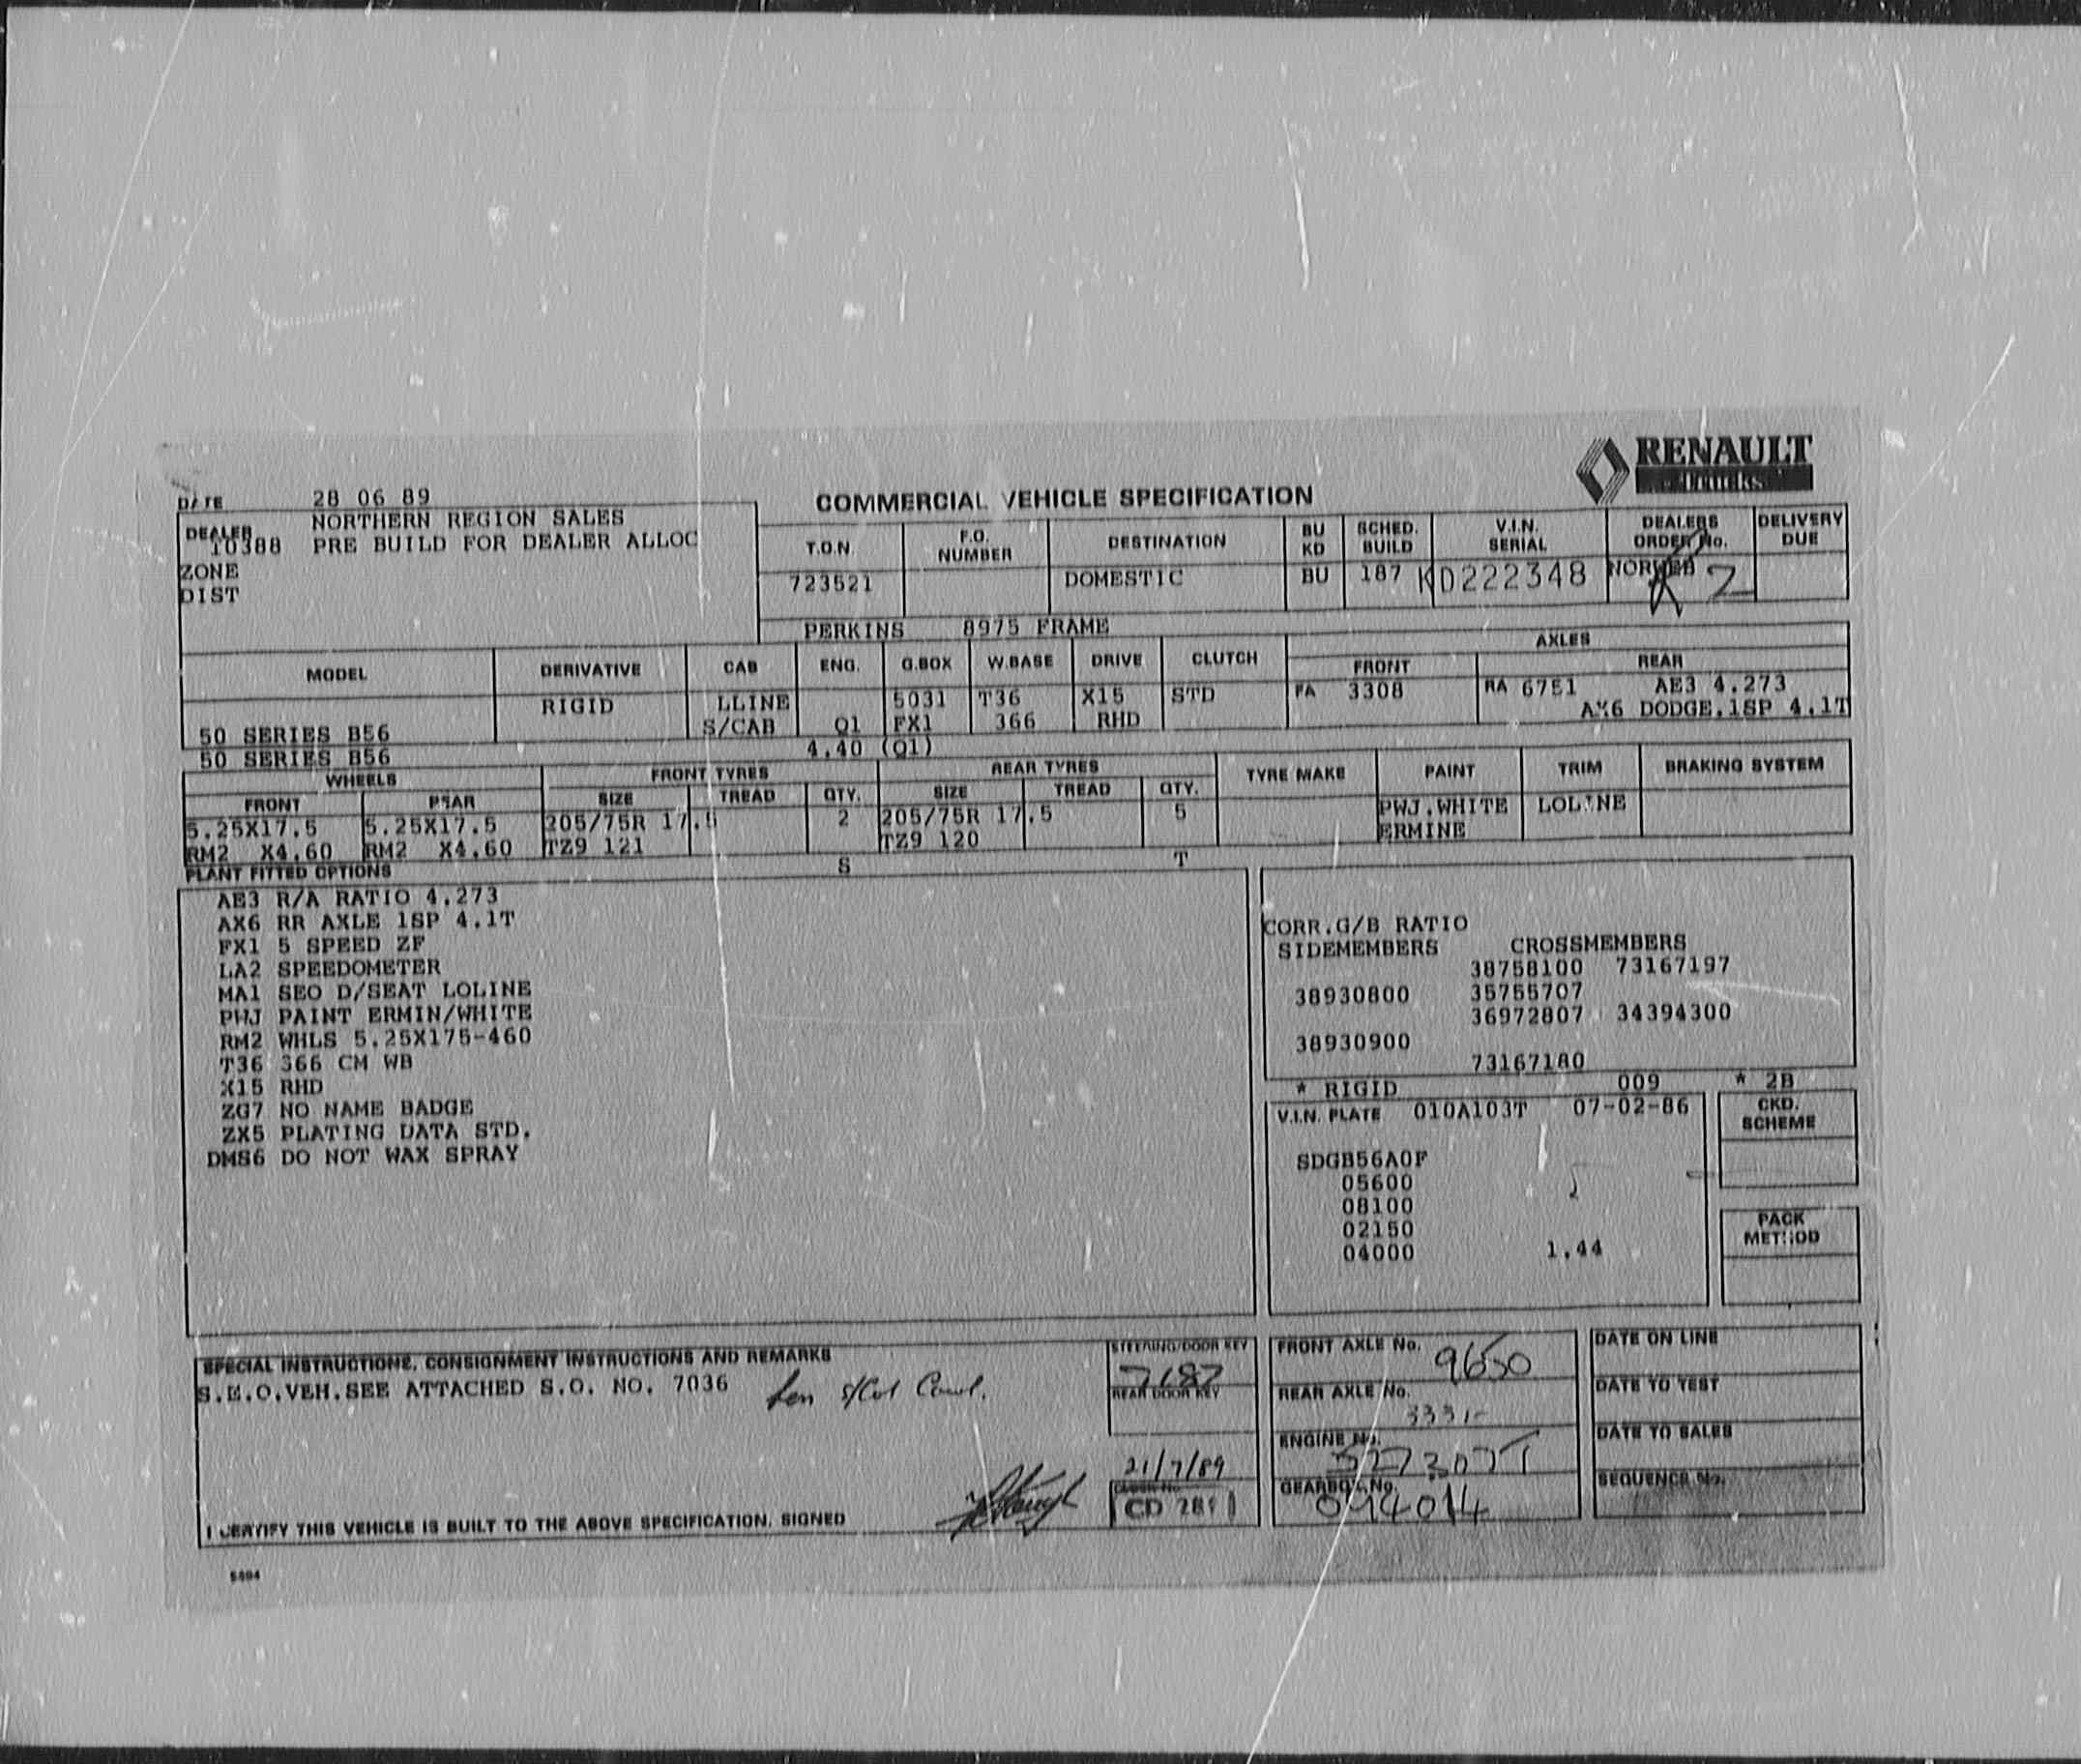 RENAULT
Trucks
DATE 28 06 89
COMMERCIAL VEHICLE SPECIFICATION
DEALER NORTHERN REGION SALES
10388 PRE BUILD FOR DEALER ALLOC
ZONE
DIST
T.O.N. F.O. NUMBER DESTINATION BU KD SCHED. BUILD V.I.N. SERIAL DEALERS ORDER No. DELIVERY DUE
723521 DOMESTIC BU 187 KD222348 NORWEB 2
PERKINS 8975 FRAME
MODEL DERIVATIVE CAB ENG. G.BOX W.BASE DRIVE CLUTCH AXLES FRONT REAR
RIGID LLINE 5031 T36 X15 STD FA 3308 RA 6751 AE3 4.273
50 SERIES B56 S/CAB Q1 FX1 366 RHD AX6 DODGE.1SP 4.1T
50 SERIES B56 4.40 (Q1)
WHEELS FRONT TYRES REAR TYRES TYRE MAKE PAINT TRIM BRAKING SYSTEM
FRONT REAR SIZE TREAD QTY. SIZE TREAD QTY.
5.25X17.5 5.25X17.5 205/75R 17.5 2 205/75R 17.5 5 PWJ.WHITE LOLINE
RM2 X4.60 RM2 X4.60 TZ9 121 TZ9 120 ERMINE
S T
PLANT FITTED OPTIONS
AE3 R/A RATIO 4.273
AX6 RR AXLE 1SP 4.1T
FX1 5 SPEED ZF
LA2 SPEEDOMETER
MA1 SEO D/SEAT LOLINE
PWJ PAINT ERMIN/WHITE
RM2 WHLS 5.25X175-460
T36 366 CM WB
X15 RHD
ZG7 NO NAME BADGE
ZX5 PLATING DATA STD.
DMS6 DO NOT WAX SPRAY
CORR.G/B RATIO
SIDEMEMBERS CROSSMEMBERS
38758100 73167197
38930800 35755707
36972807 34394300
38930900
73167180
* RIGID 009 * 2B
V.I.N. PLATE 010A103T 07-02-86
CKD. SCHEME
SDGB56A0F
05600
08100
02150
04000 1.44
PACK METHOD
SPECIAL INSTRUCTIONS, CONSIGNMENT INSTRUCTIONS AND REMARKS
S.E.O.VEH.SEE ATTACHED S.O. NO. 7036
I CERTIFY THIS VEHICLE IS BUILT TO THE ABOVE SPECIFICATION. SIGNED
STEERING/DOOR KEY
7187
REAR DOOR KEY
21/7/89
CD 281
FRONT AXLE No. 9650
REAR AXLE No.
ENGINE No.
GEARBOX No.
094014
DATE ON LINE
DATE TO TEST
DATE TO SALES
SEQUENCE No.